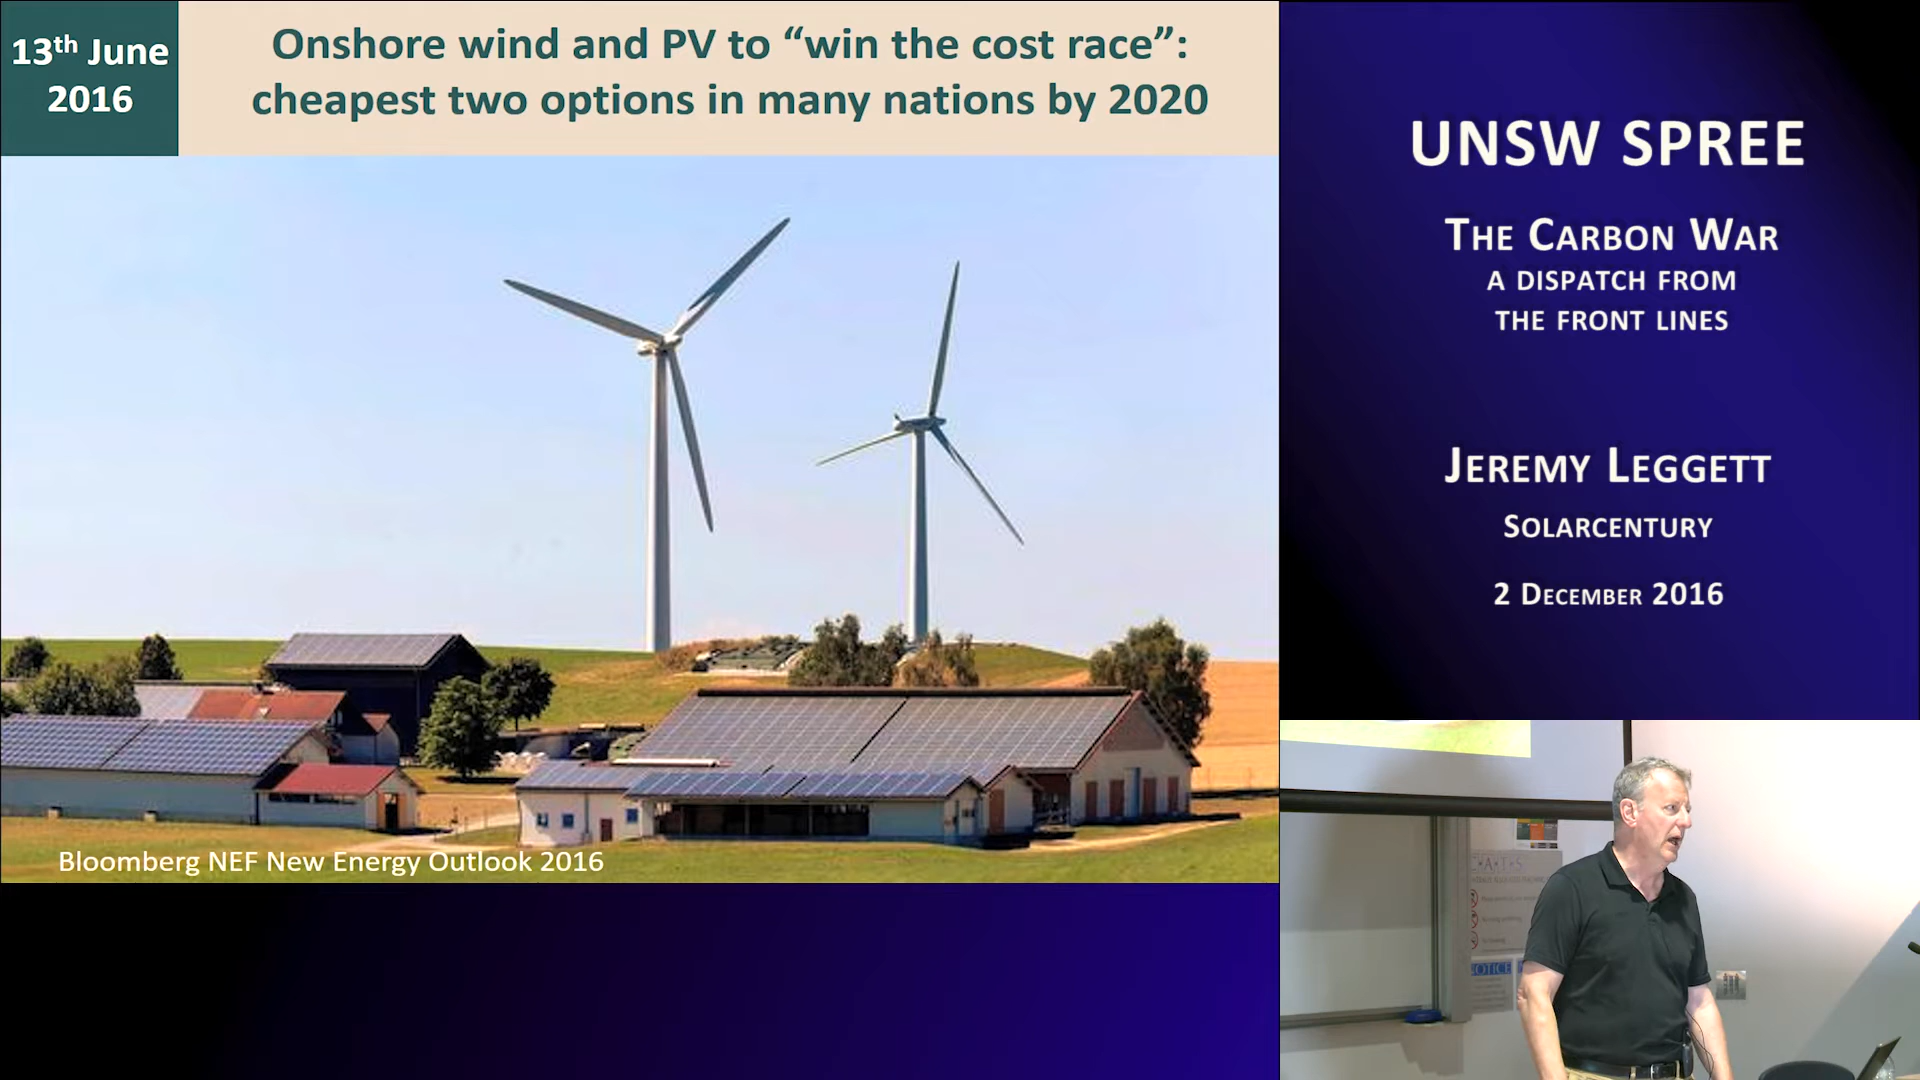 13th June
2016
Onshore wind and PV to “win the cost race”:
cheapest two options in many nations by 2020
Bloomberg NEF New Energy Outlook 2016
UNSW SPREE
THE CARBON WAR
A DISPATCH FROM
THE FRONT LINES
JEREMY LEGGETT
SOLARCENTURY
2 DECEMBER 2016
NOTICE